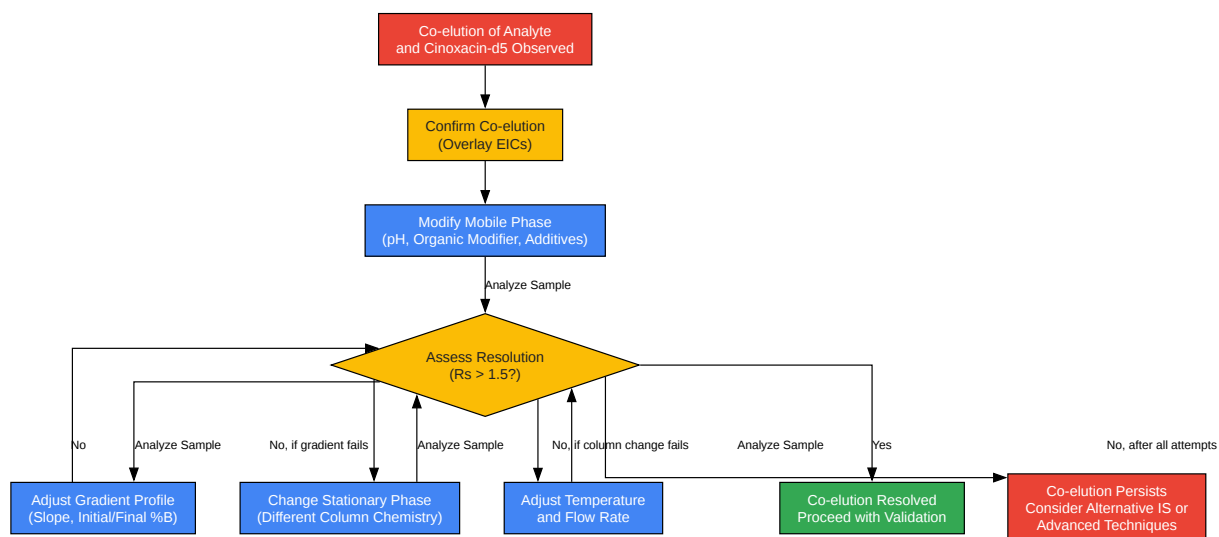 Co-elution of Analyte
and Cinoxacin-d5 Observed
Confirm Co-elution
(Overlay EICs)
Modify Mobile Phase
(pH, Organic Modifier, Additives)
Analyze Sample
Assess Resolution
(Rs > 1.5?)
No
Analyze Sample
No, if gradient fails
Analyze Sample
No, if column change fails
Analyze Sample
Yes
No, after all attempts
Adjust Gradient Profile
(Slope, Initial/Final %B)
Change Stationary Phase
(Different Column Chemistry)
Adjust Temperature
and Flow Rate
Co-elution Resolved
Proceed with Validation
Co-elution Persists
Consider Alternative IS or
Advanced Techniques